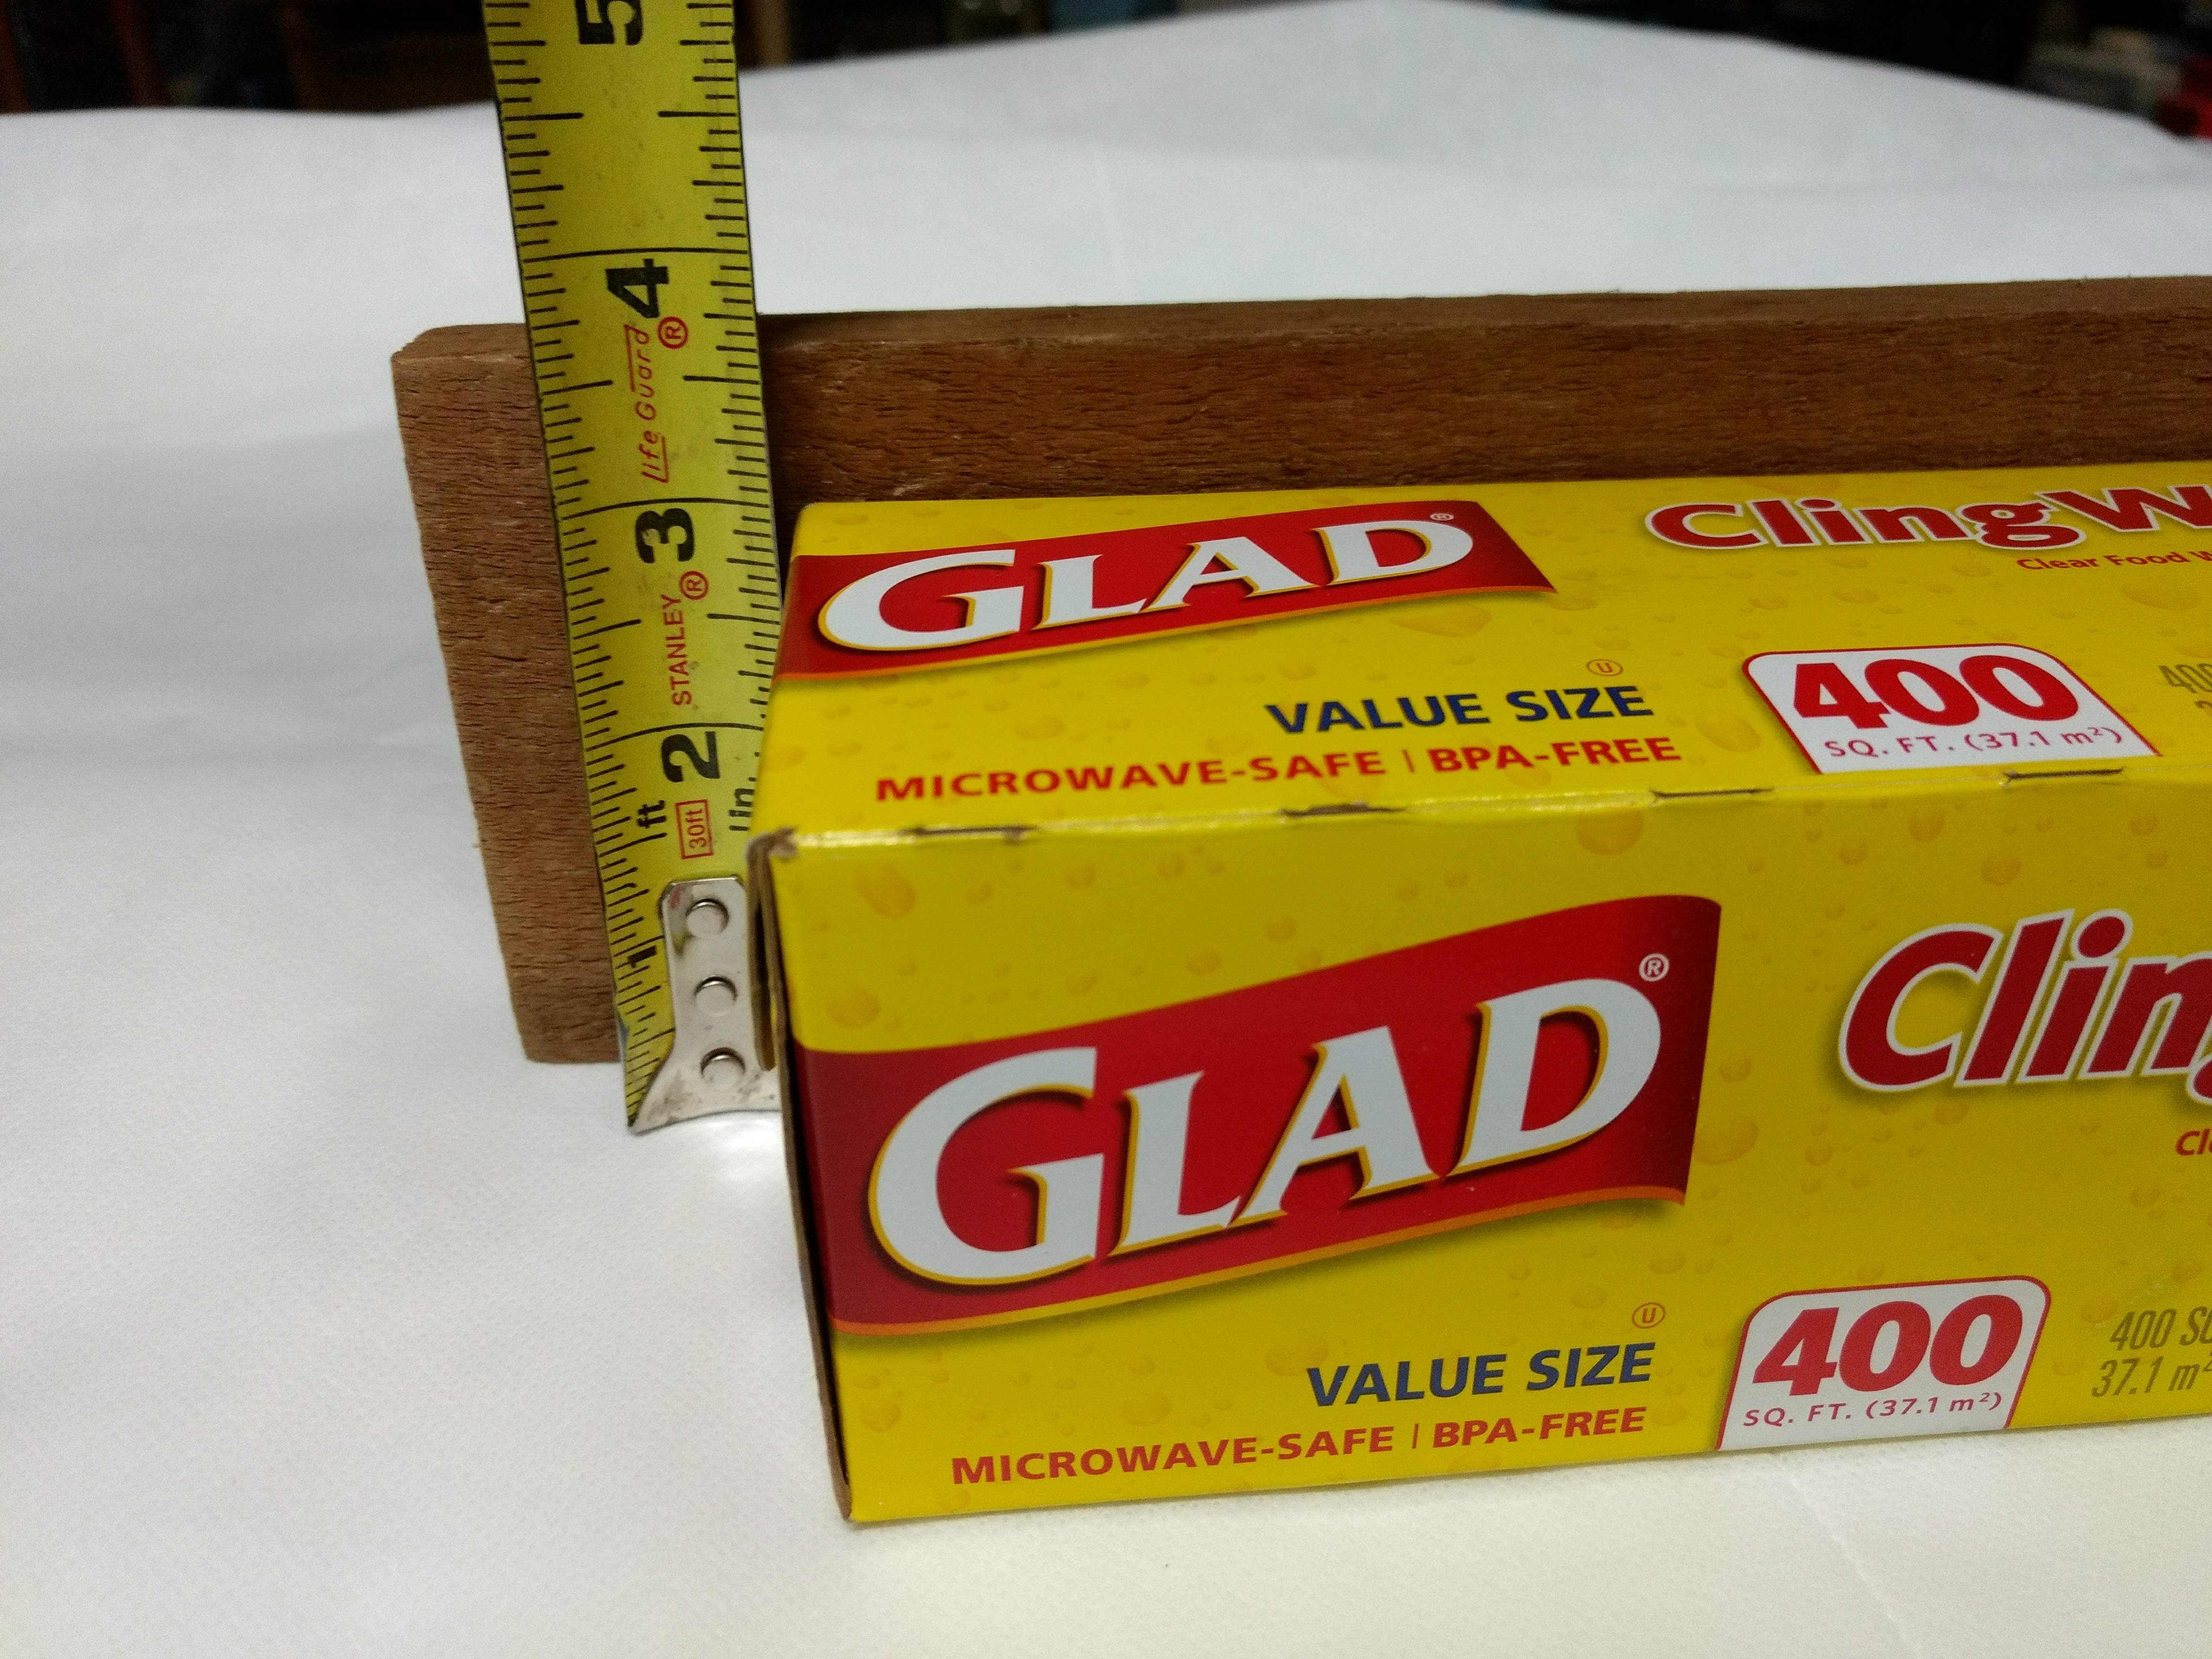 5
4
Life Guard®
3
STANLEY®
2
ft
30ft
in.
1
GLAD®
Clear Food
U
VALUE SIZE
400
SQ. FT. (37.1 m²)
MICROWAVE-SAFE | BPA-FREE
GLAD®
U
VALUE SIZE
400
SQ. FT. (37.1 m²)
37.1 m²
MICROWAVE-SAFE | BPA-FREE